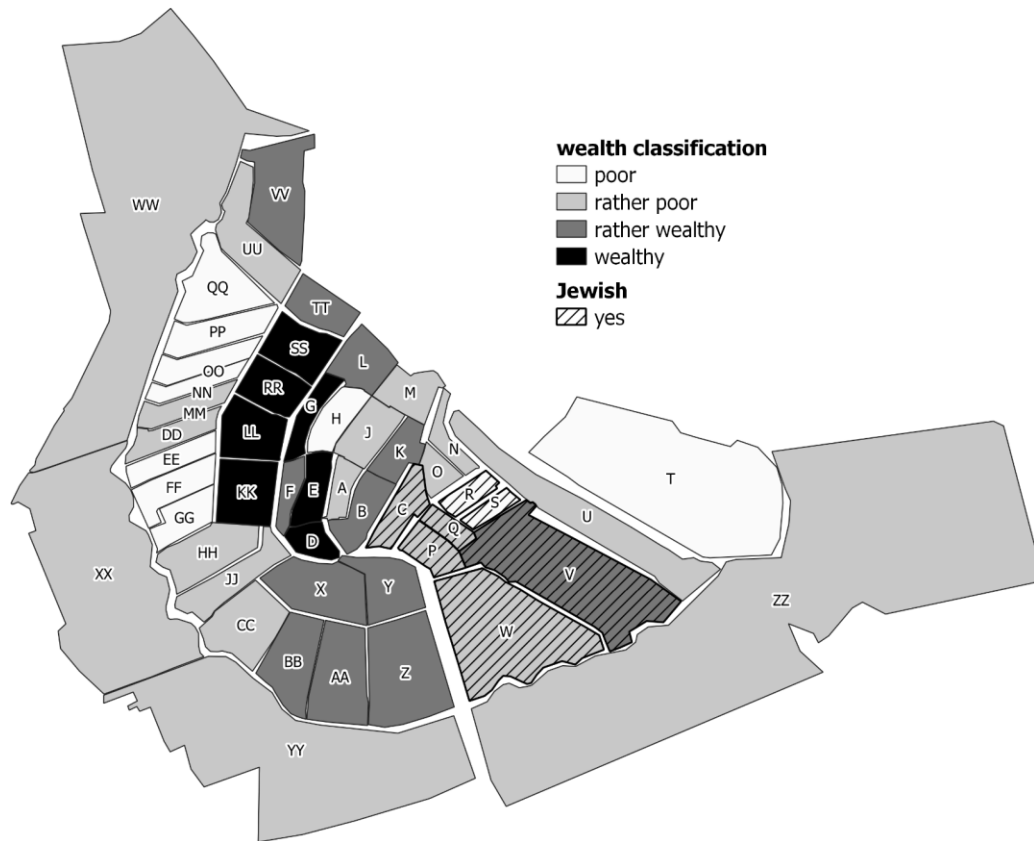 wealth classification
poor
rather poor
rather wealthy
wealthy
Jewish
yes
VV
WW
UU
QQ
TT
PP
SS
L
OO
RR
M
NN
G
H
MM
J
DD
LL
K
N
EE
O
T
FF
KK
F
E
A
R
S
GG
B
C
U
Q
D
P
HH
XX
JJ
X
Y
V
ZZ
CC
W
BB
AA
Z
YY